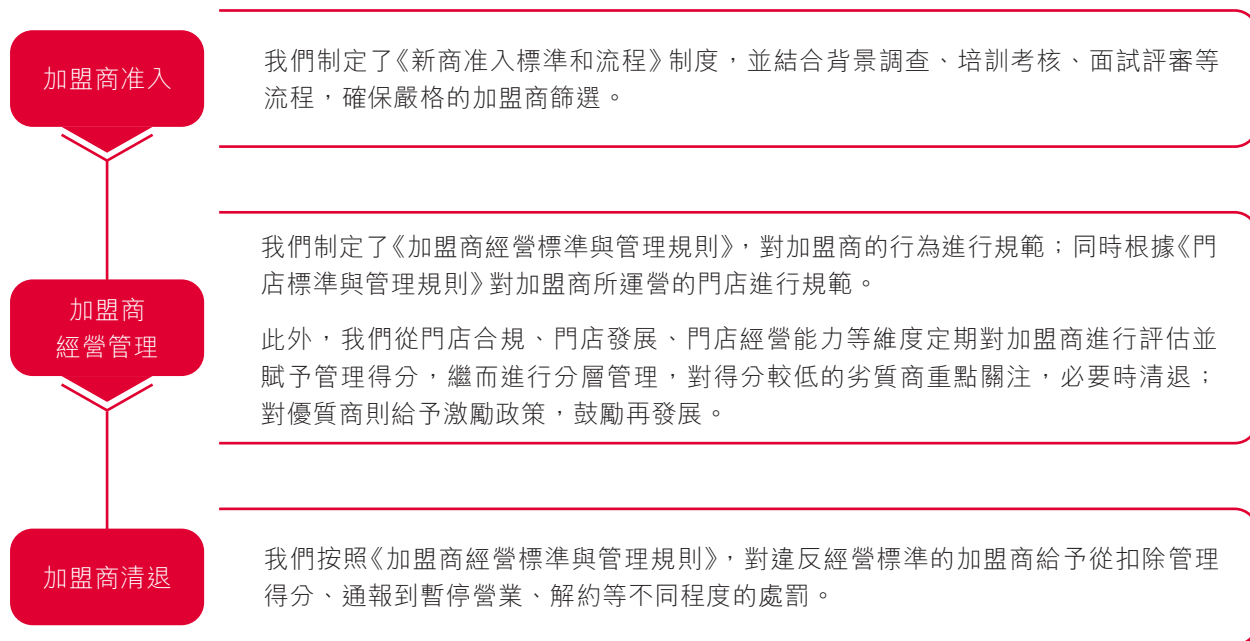 加盟商准入
我們制定了《新商准入標準和流程》制度，並結合背景調查、培訓考核、面試評審等
流程，確保嚴格的加盟商篩選。
加盟商
經營管理
我們制定了《加盟商經營標準與管理規則》，對加盟商的行為進行規範；同時根據《門
店標準與管理規則》對加盟商所運營的門店進行規範。
此外，我們從門店合規、門店發展、門店經營能力等維度定期對加盟商進行評估並
賦予管理得分，繼而進行分層管理，對得分較低的劣質商重點關注，必要時清退；
對優質商則給予激勵政策，鼓勵再發展。
加盟商清退
我們按照《加盟商經營標準與管理規則》，對違反經營標準的加盟商給予從扣除管理
得分、通報到暫停營業、解約等不同程度的處罰。